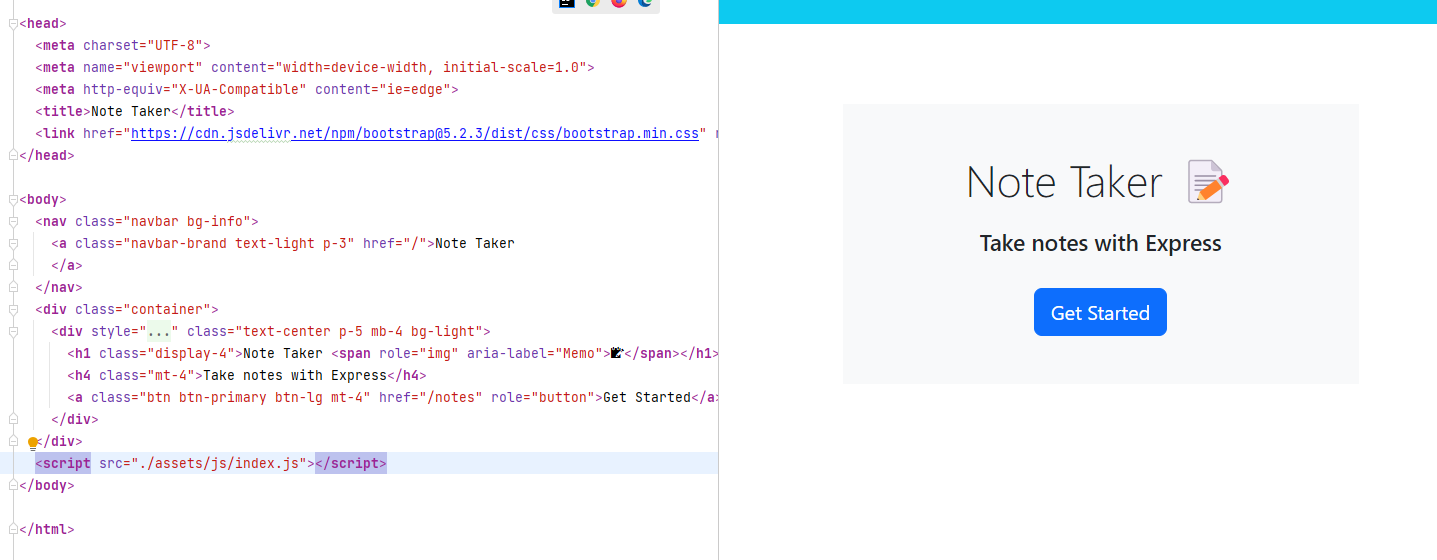 <head>
<meta charset="UTF-8">
<meta name="viewport" content="width=device-width, initial-scale=1.0">
<meta http-equiv="X-UA-Compatible" content="ie=edge">
<title>Note Taker</title>
<link href="https://cdn.jsdelivr.net/npm/bootstrap@5.2.3/dist/css/bootstrap.min.css"
</head>
<body>
<nav class="navbar bg-info">
<a class="navbar-brand text-light p-3" href="/">Note Taker
</a>
</nav>
<div class="container">
<div style="..." class="text-center p-5 mb-4 bg-light">
<h1 class="display-4">Note Taker <span role="img" aria-label="Memo">📝</span></h1>
<h4 class="mt-4">Take notes with Express</h4>
<a class="btn btn-primary btn-lg mt-4" href="/notes" role="button">Get Started</a>
</div>
</div>
<script src="./assets/js/index.js"></script>
</body>
</html>
Note Taker 📝
Take notes with Express
Get Started